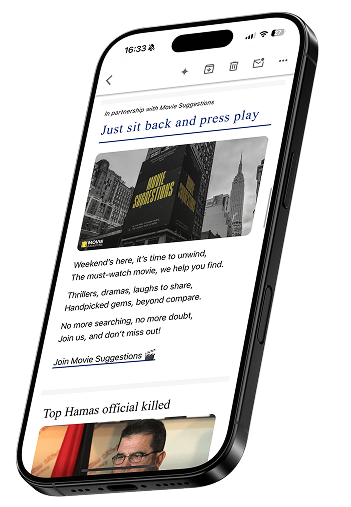 16:33
In partnership with Movie Suggestions
Just sit back and press play
MOVIE
SUGGESTIONS
MOVIE
Weekend's here, it's time to unwind,
The must-watch movie, we help you find.
Thrillers, dramas, laughs to share,
Handpicked gems, beyond compare.
No more searching, no more doubt,
Join us, and don't miss out!
Join Movie Suggestions 🎬
Top Hamas official killed